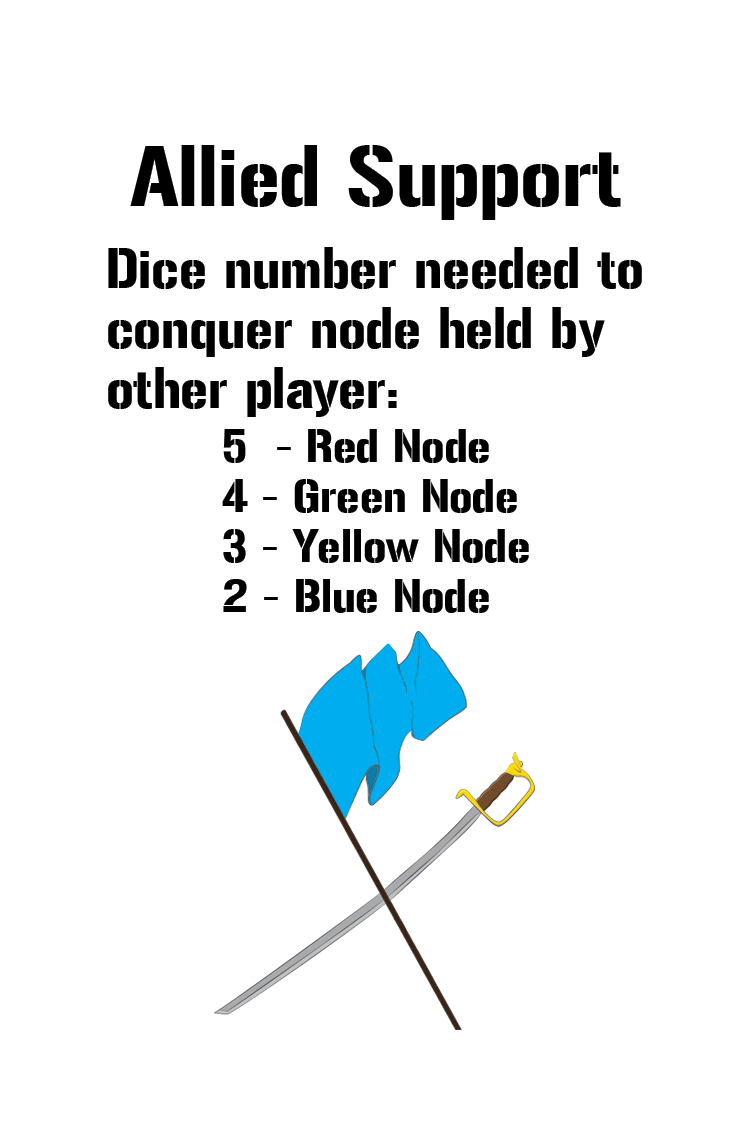 Allied Support
Dice number needed to
conquer node held by
other player:
5 - Red Node
4 - Green Node
3 - Yellow Node
2 - Blue Node